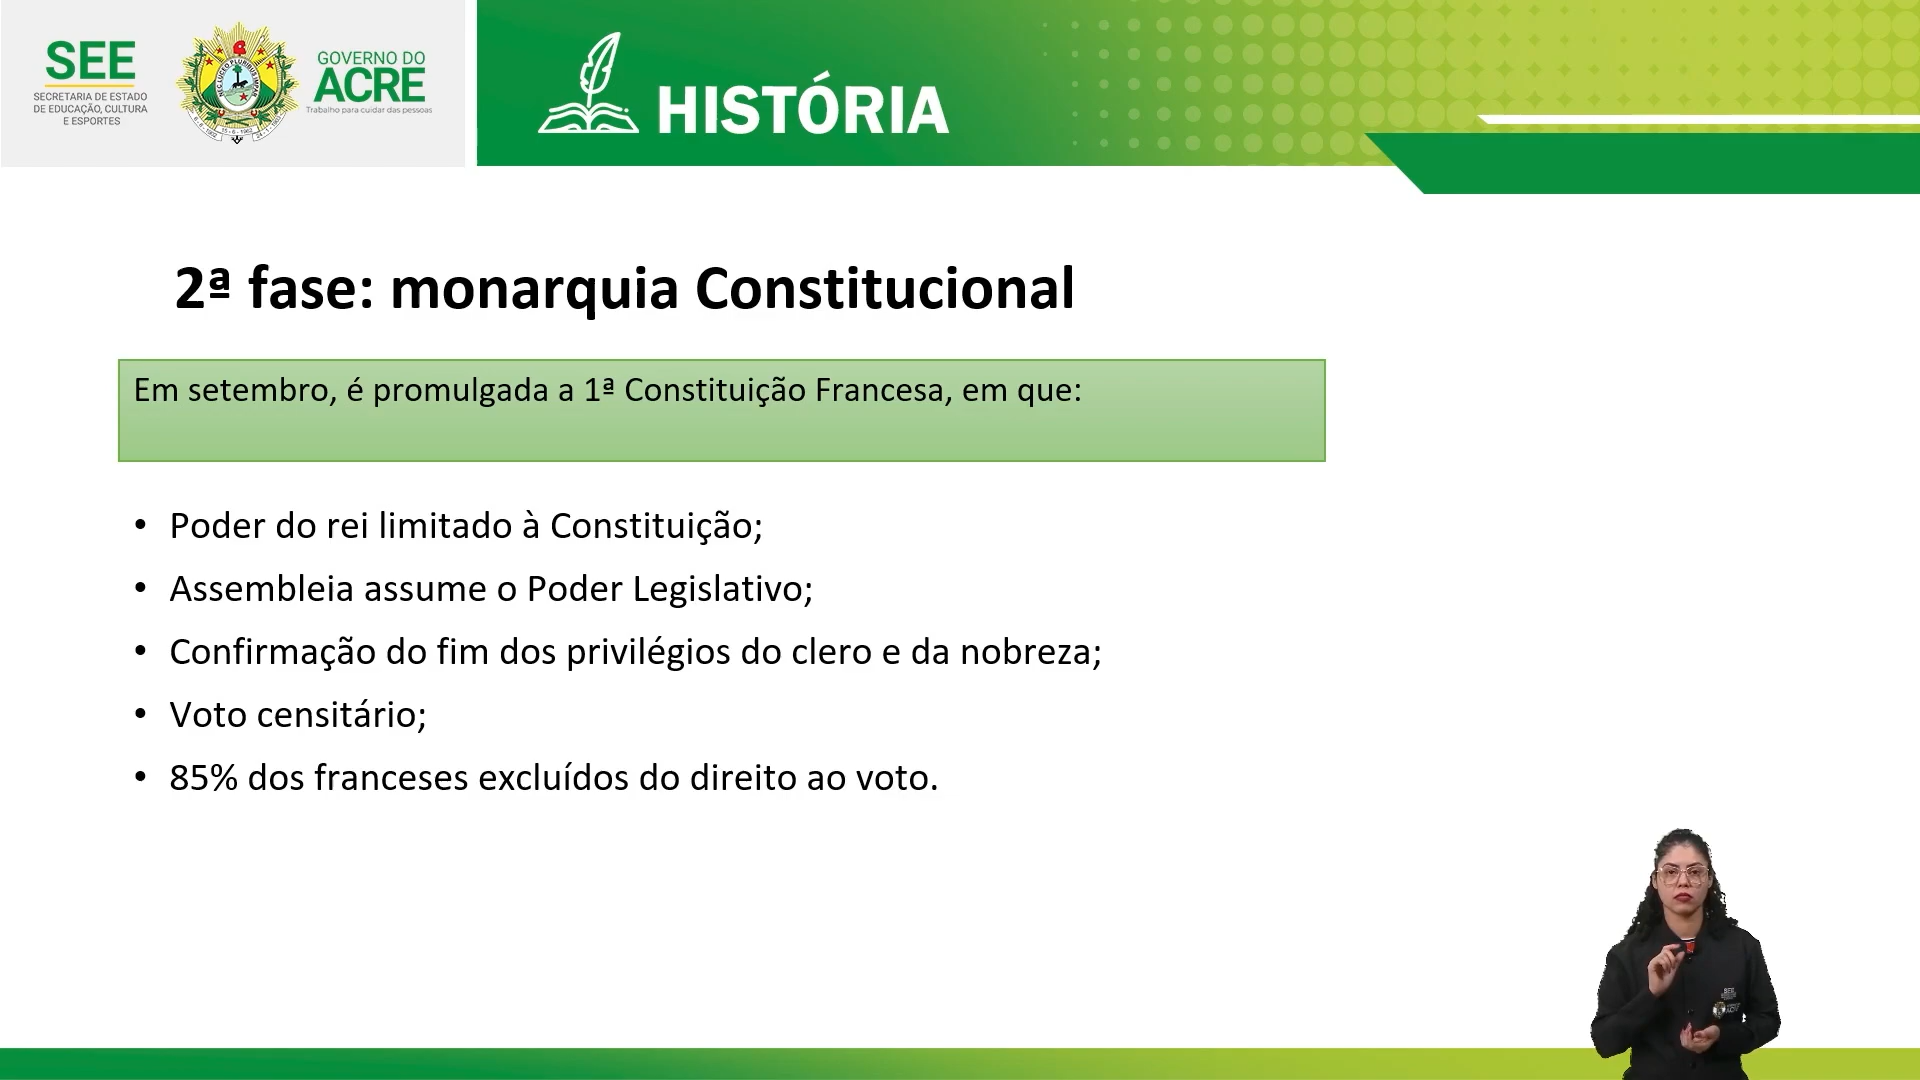 SEE
SECRETARIA DE ESTADO
DE EDUCAÇÃO, CULTURA
E ESPORTES
GOVERNO DO
ACRE
Trabalho para cuidar das pessoas
HISTÓRIA
2ª fase: monarquia Constitucional
Em setembro, é promulgada a 1ª Constituição Francesa, em que:
• Poder do rei limitado à Constituição;
• Assembleia assume o Poder Legislativo;
• Confirmação do fim dos privilégios do clero e da nobreza;
• Voto censitário;
• 85% dos franceses excluídos do direito ao voto.